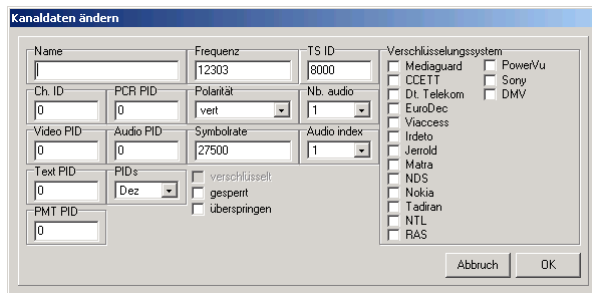 Kanaldaten ändern
Name
Frequenz
12303
TS ID
8000
Ch. ID
0
PCR PID
0
Polarität
vert
Nb. audio
1
Video PID
0
Audio PID
0
Symbolrate
27500
Audio index
1
Text PID
0
PIDs
Dez
verschlüsselt
gesperrt
überspringen
PMT PID
0
Verschlüsselungssystem
Mediaguard
CCETT
Dt. Telekom
EuroDec
Viaccess
Irdeto
Jerrold
Matra
NDS
Nokia
Tadiran
NTL
RAS
PowerVu
Sony
DMV
Abbruch
OK